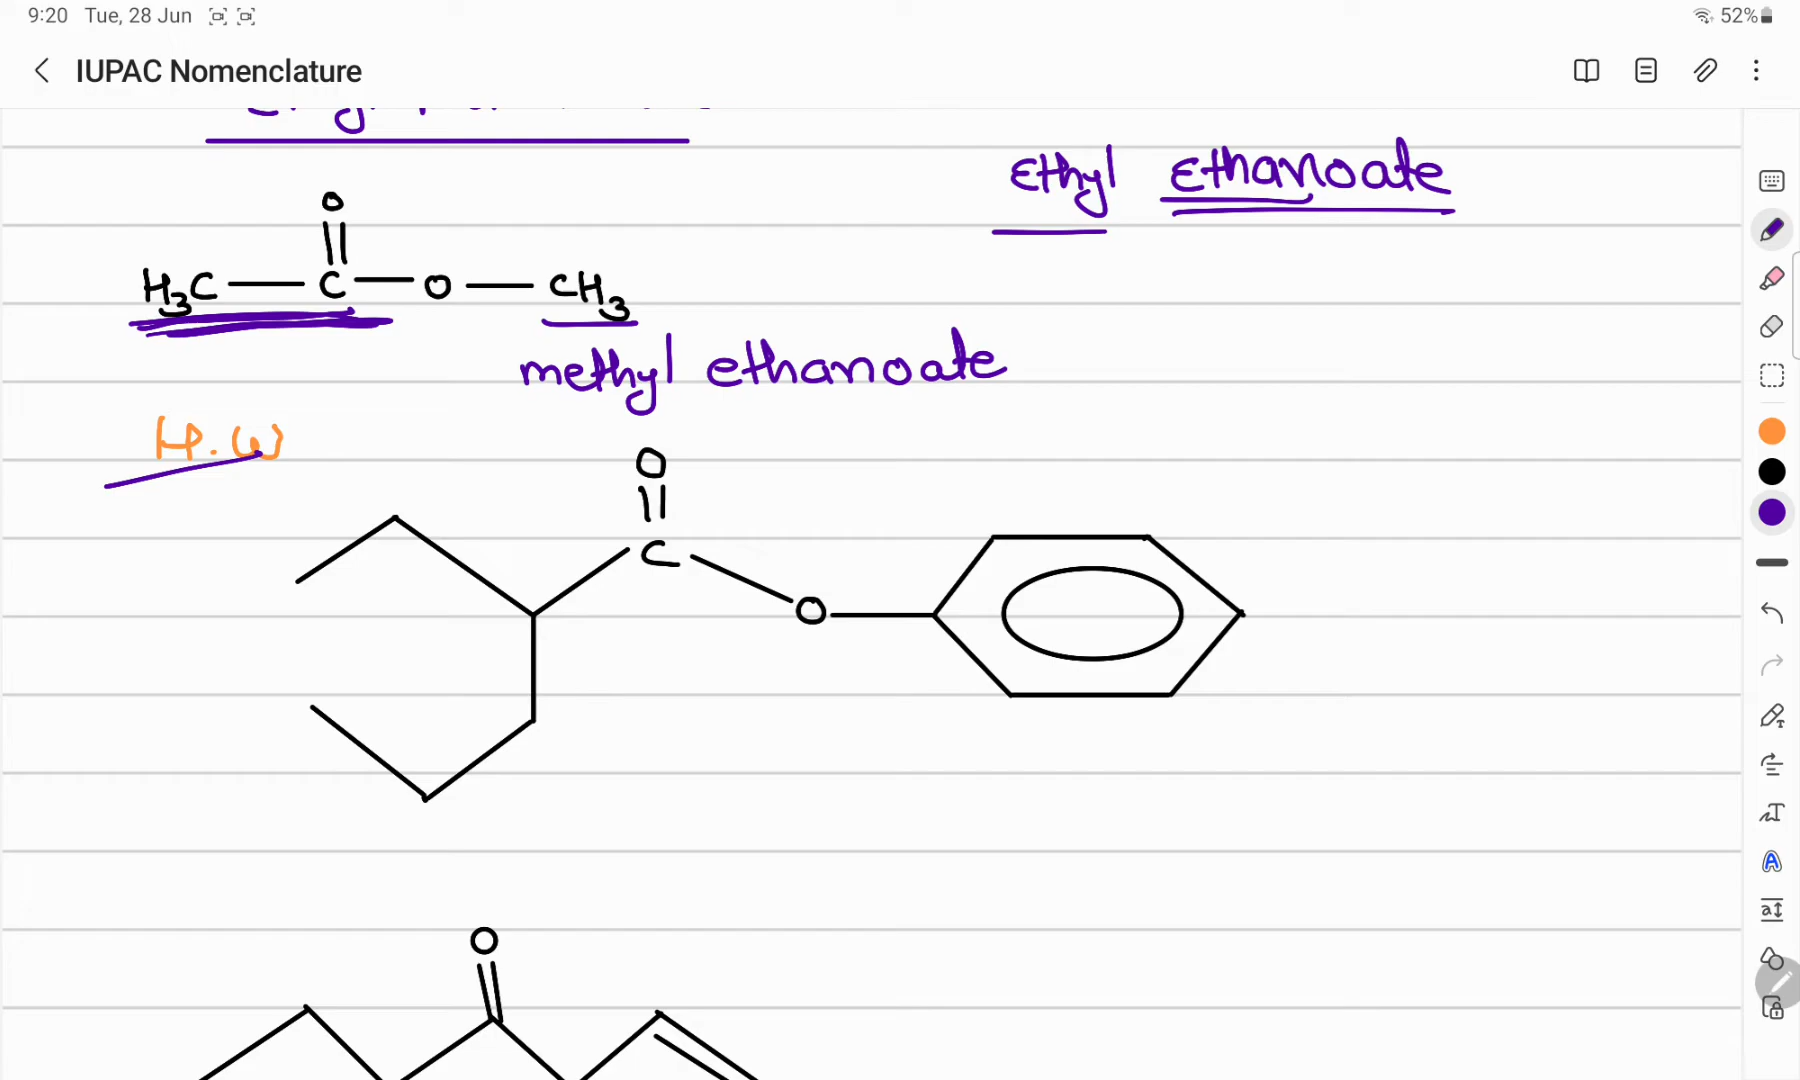 9:20 Tue, 28 Jun 52%
IUPAC Nomenclature
Ethyl Ethanoate
O
H3C — C — O — CH3
methyl ethanoate
H.W
O
C
O
O